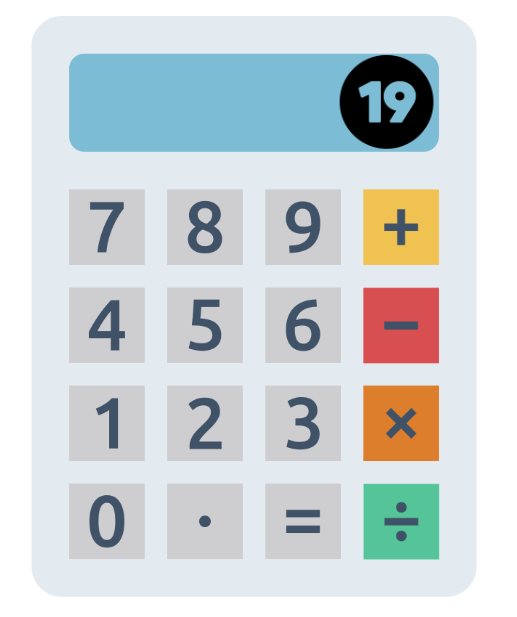 19
7 8 9 +
4 5 6 −
1 2 3 ×
0 · = ÷